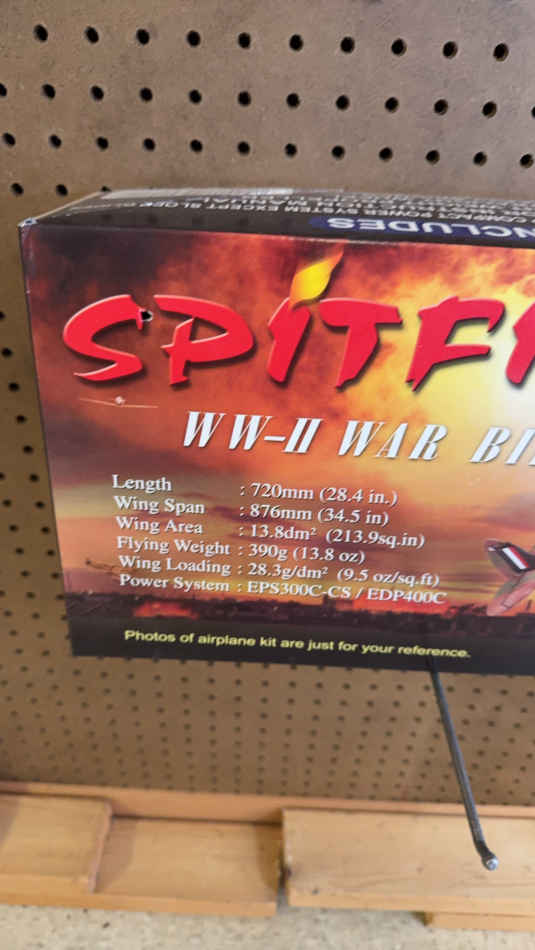 INCLUDES
SPITFI
WW-II WAR BI
Length : 720mm (28.4 in.)
Wing Span : 876mm (34.5 in)
Wing Area : 13.8dm² (213.9sq.in)
Flying Weight : 390g (13.8 oz)
Wing Loading : 28.3g/dm² (9.5 oz/sq.ft)
Power System : EPS300C-CS / EDP400C
Photos of airplane kit are just for your reference.